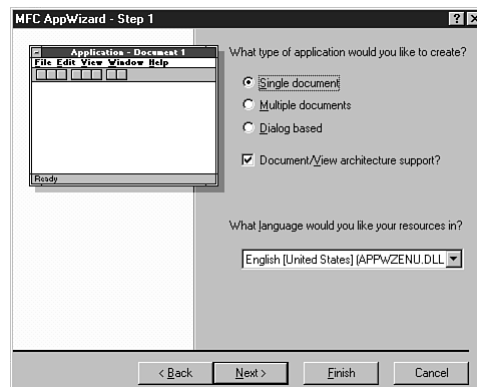 MFC AppWizard - Step 1
Application - Document 1
File Edit View Window Help
Ready
What type of application would you like to create?
Single document
Multiple documents
Dialog based
Document/View architecture support?
What language would you like your resources in?
English [United States] (APPWZENU.DLL
< Back
Next >
Finish
Cancel